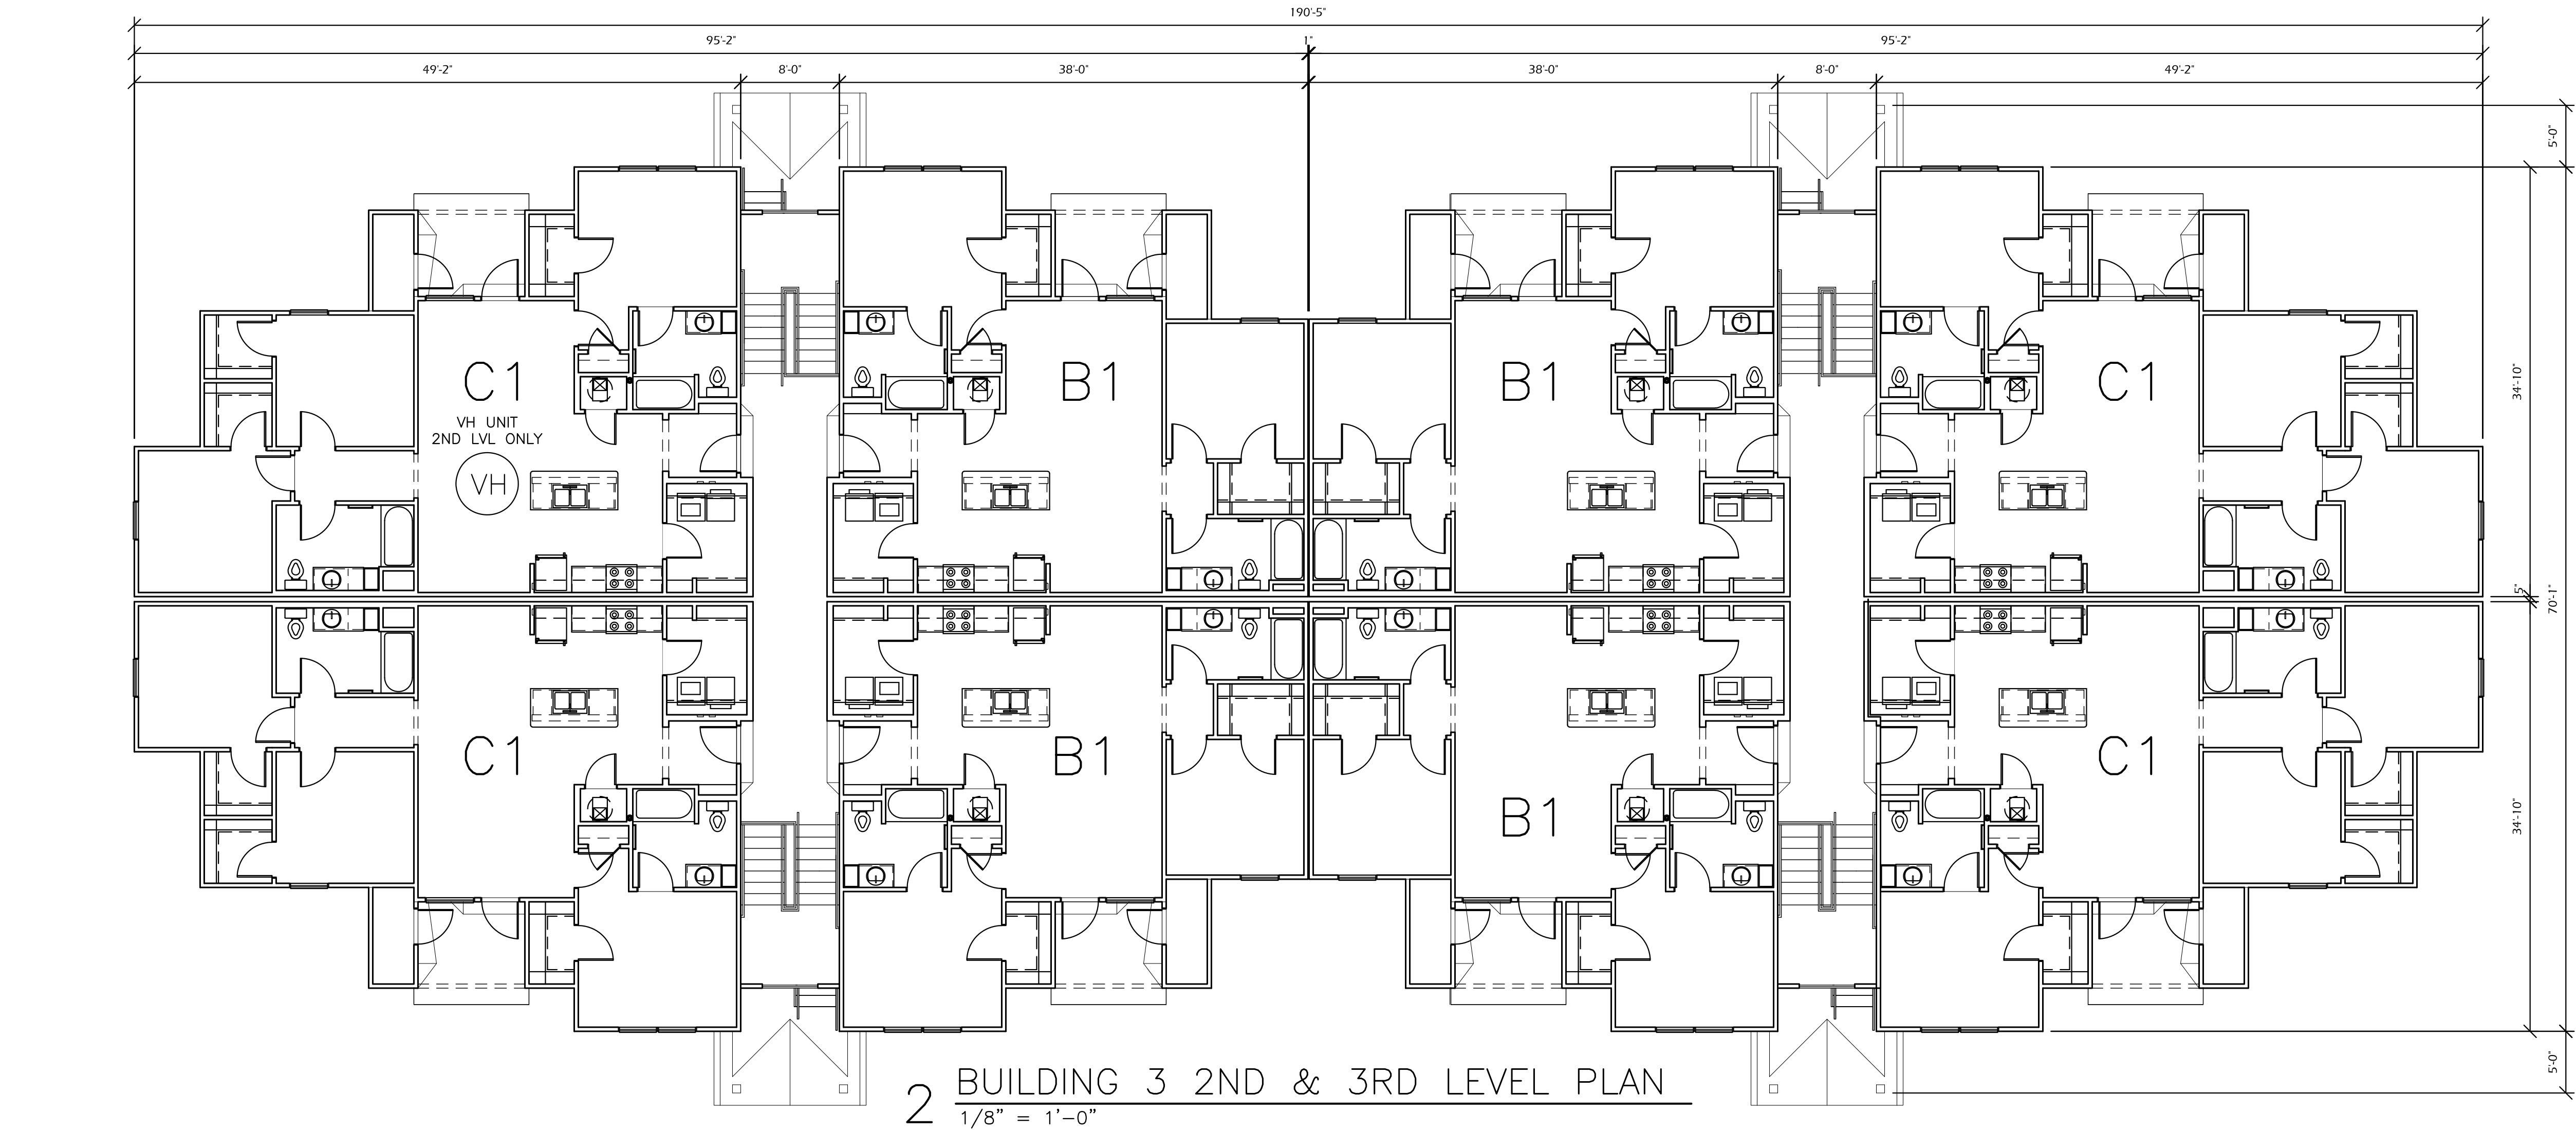 190'-5"
95'-2" 1" 95'-2"
49'-2" 8'-0" 38'-0" 38'-0" 8'-0" 49'-2"
5'-0"
34'-10"
C1 B1 B1 C1
VH UNIT
2ND LVL ONLY
VH
5"
70'-1"
C1 B1 B1 C1
34'-10"
5'-0"
2 BUILDING 3 2ND & 3RD LEVEL PLAN
1/8" = 1'-0"